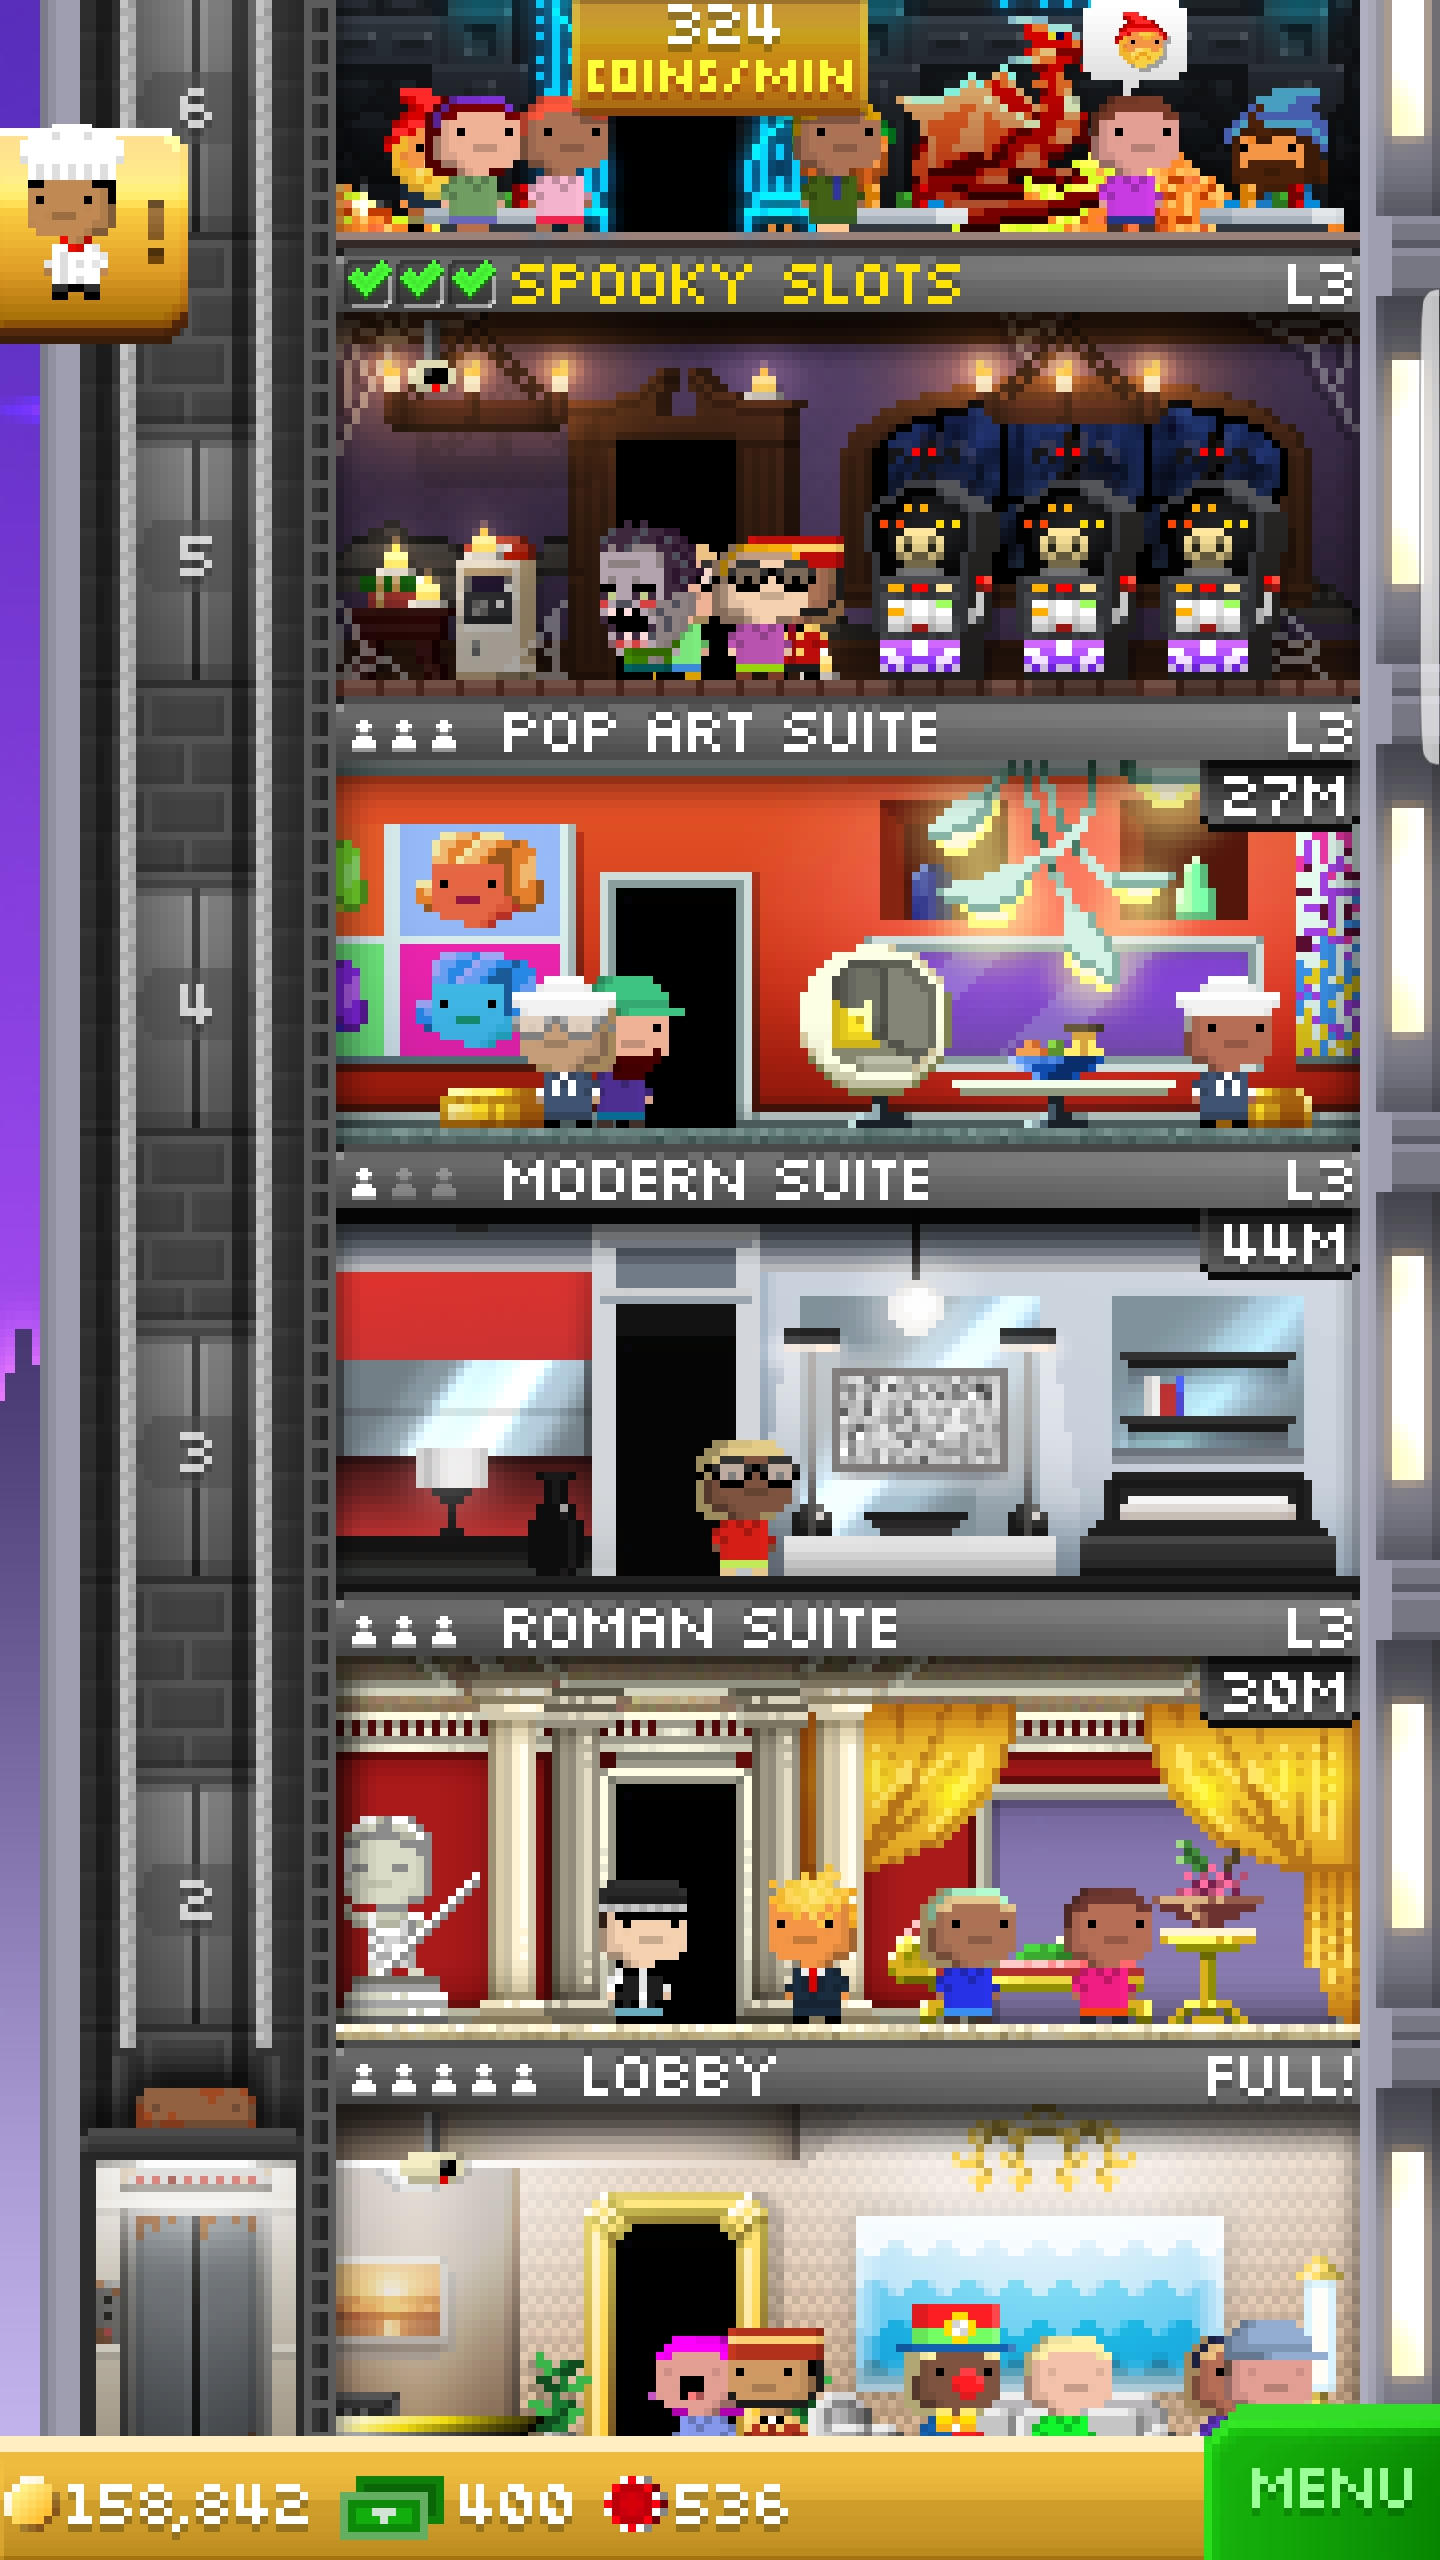 324
COINS/MIN
6
!
SPOOKY SLOTS L3
5
POP ART SUITE L3
27M
4
MODERN SUITE L3
44M
3
ROMAN SUITE L3
30M
2
LOBBY FULL!
158,842 400 536 MENU